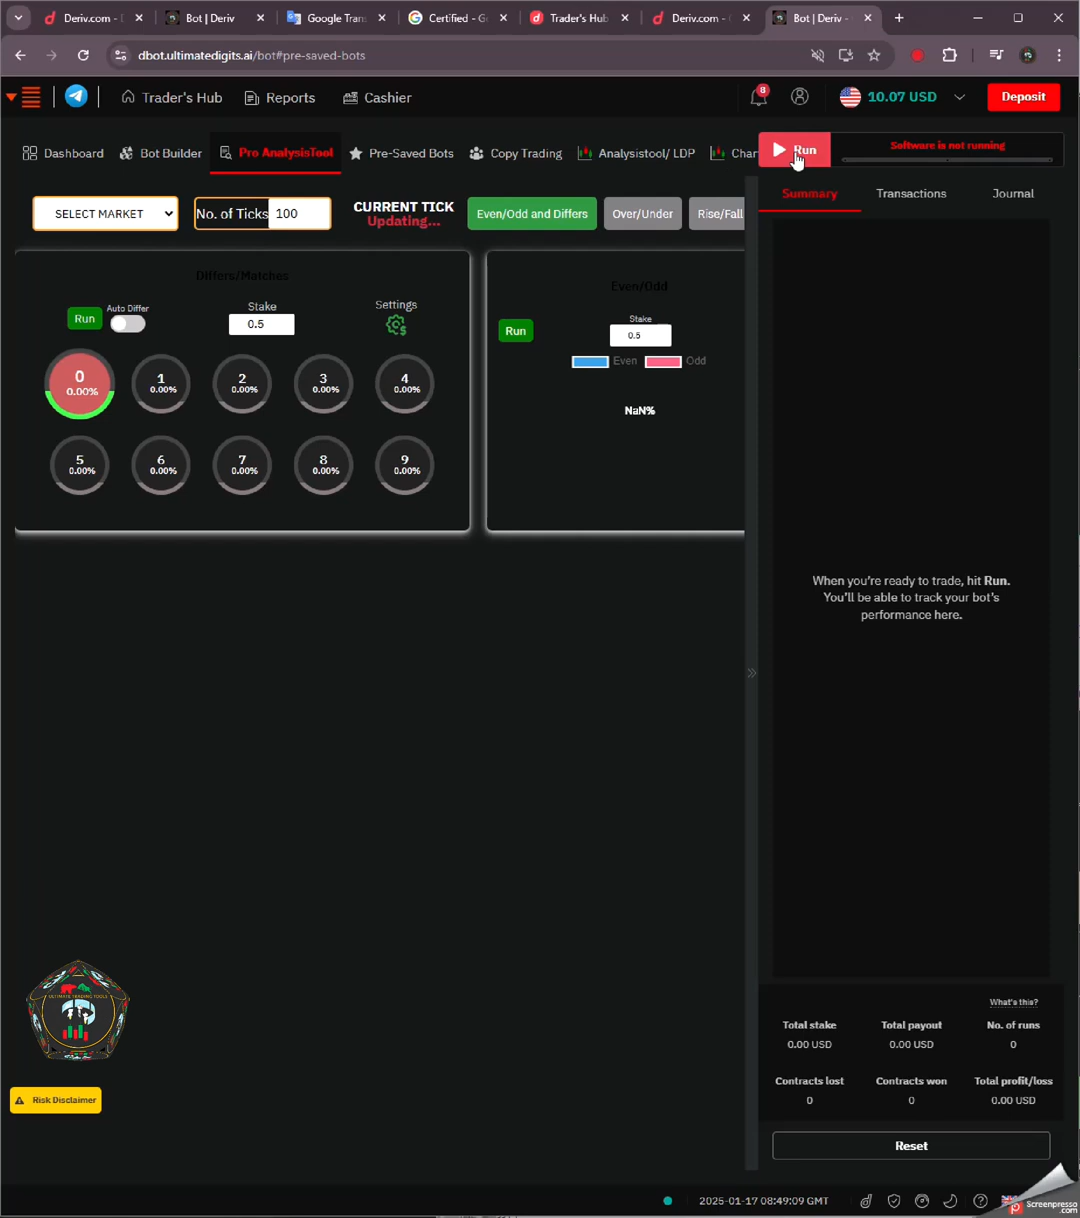 Deriv.com - D
Bot | Deriv
Google Tran
Certified - Go
Trader's Hub
Deriv.com - O
Bot | Deriv -
dbot.ultimatedigits.ai/bot#pre-saved-bots
Trader's Hub
Reports
Cashier
8
10.07 USD
Deposit
Dashboard
Bot Builder
Pro AnalysisTool
Pre-Saved Bots
Copy Trading
Analysistool/ LDP
Char
Run
Software is not running
SELECT MARKET
No. of Ticks
100
CURRENT TICK
Updating...
Even/Odd and Differs
Over/Under
Rise/Fall
Summary
Transactions
Journal
Differs/Matches
Run
Auto Differ
Stake
0.5
Settings
0
0.00%
1
0.00%
2
0.00%
3
0.00%
4
0.00%
5
0.00%
6
0.00%
7
0.00%
8
0.00%
9
0.00%
Even/Odd
Run
Stake
0.5
Even
Odd
NaN%
When you're ready to trade, hit Run.
You'll be able to track your bot's
performance here.
ULTIMATE TRADING TOOLS
Risk Disclaimer
What's this?
Total stake
0.00 USD
Total payout
0.00 USD
No. of runs
0
Contracts lost
0
Contracts won
0
Total profit/loss
0.00 USD
Reset
2025-01-17 08:49:09 GMT
Screenpresso
.com